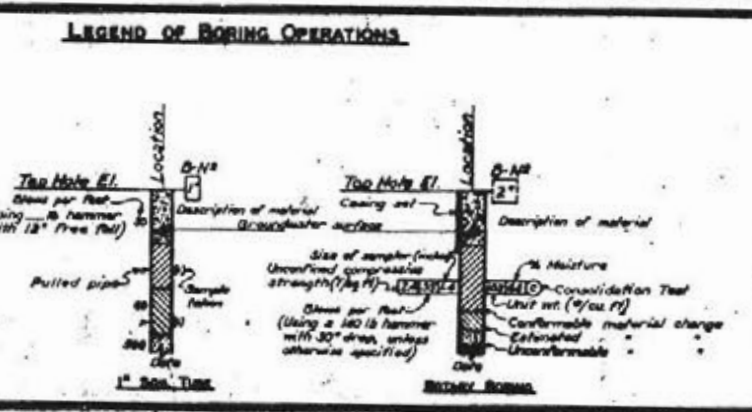 LEGEND OF BORING OPERATIONS
Location
Top Hole El.
B-Nº
1"
Blows per foot
hammer
with 12" free fall)
Description of material
Groundwater surface
Pulled pipe
Sample
taken
Date
1" SOIL TUBE
Location
Top Hole El.
B-Nº
2"
Casing set
Description of material
Size of sampler
Unconfined compressive
strength (T/sq ft)
% Moisture
Consolidation Test
Unit wt. (#/cu. ft)
Blows per foot
(Using a 140 lb hammer
with 30" drop, unless
otherwise specified)
Conformable material change
Estimated " "
Unconformable " "
Date
ROTARY BORING